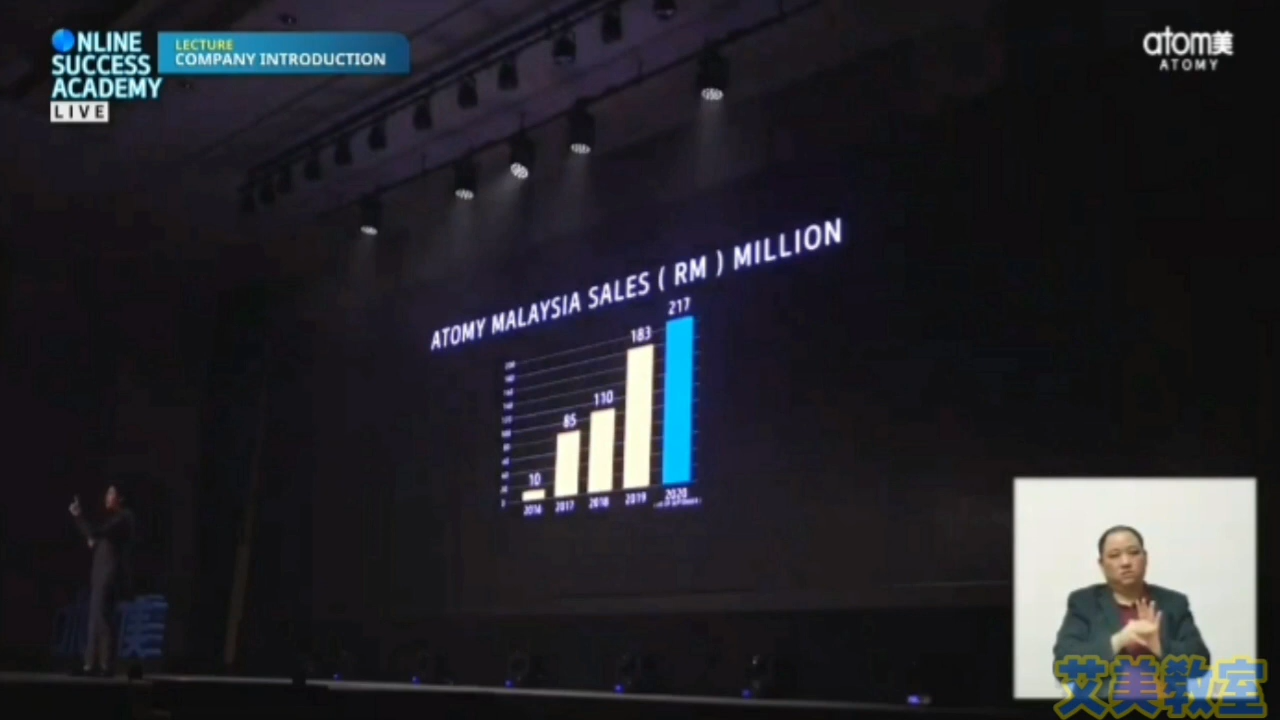 ONLINE
SUCCESS
ACADEMY
LIVE
LECTURE
COMPANY INTRODUCTION
atom美
ATOMY
ATOMY MALAYSIA SALES ( RM ) MILLION
217
183
110
85
10
2016
2017
2018
2019
2020
艾美教室